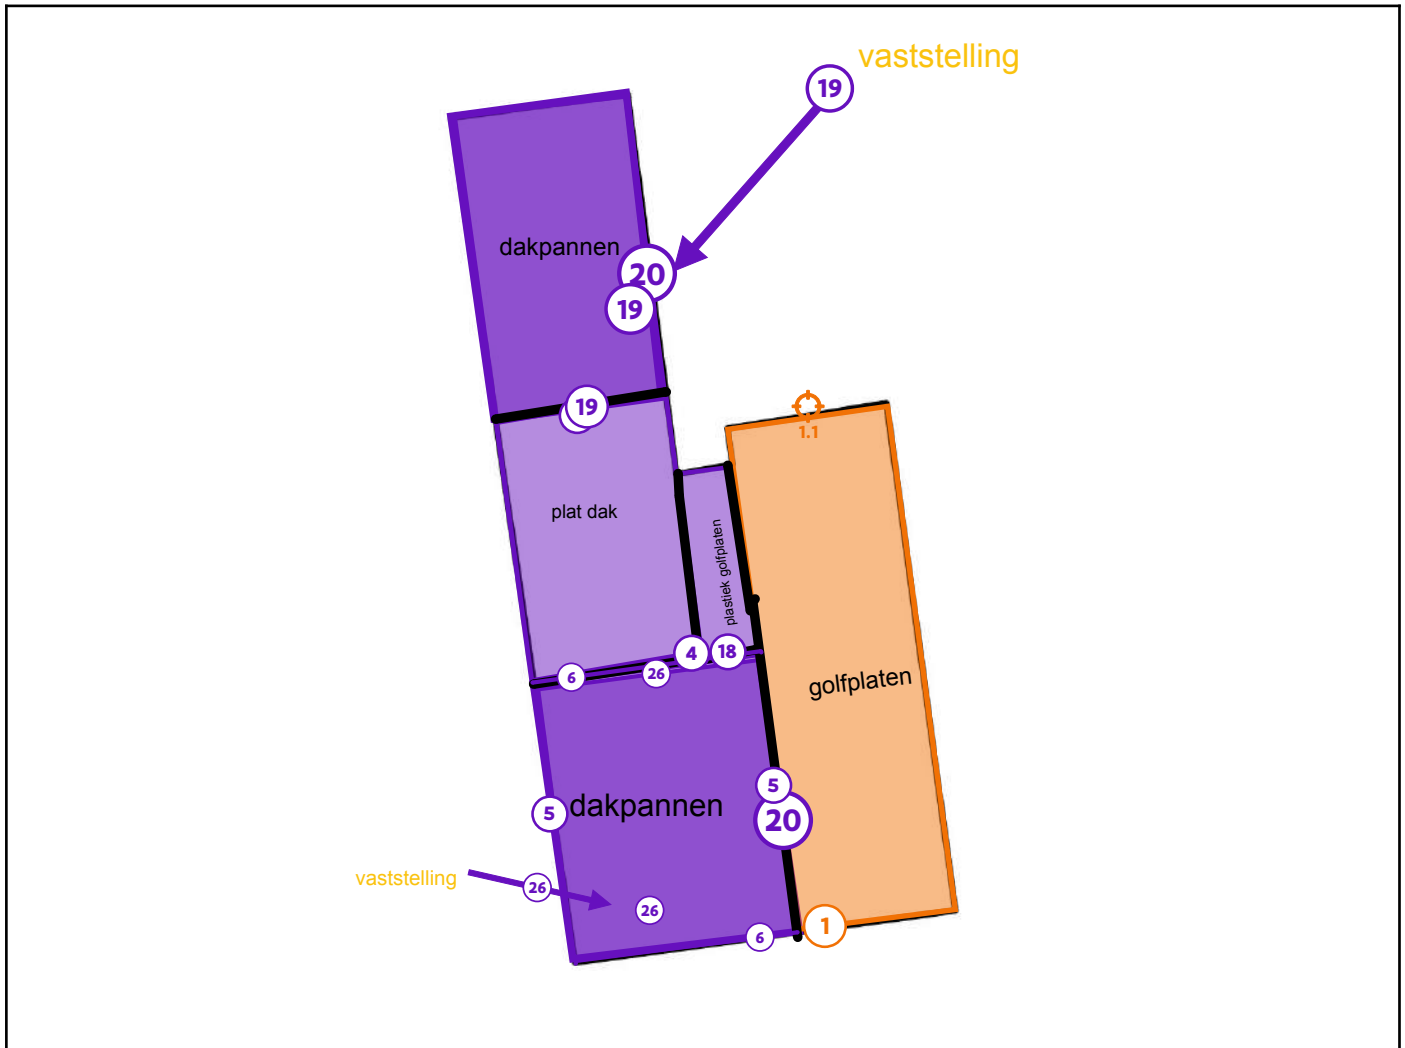 vaststelling
19
dakpannen
20
19
19
1.1
plat dak
plastiek golfplaten
4
18
6
26
golfplaten
5
5
dakpannen
20
vaststelling
26
26
6
1